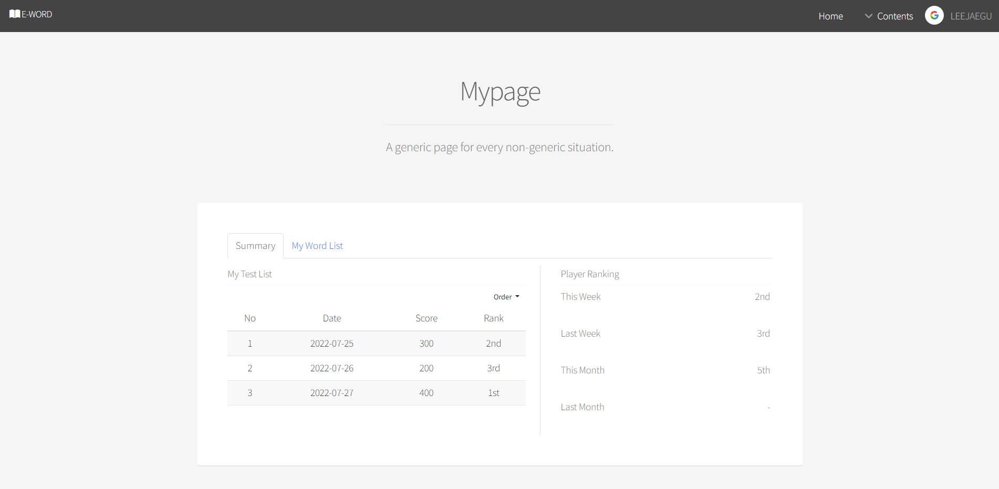 E-WORD
Home Contents LEEJAEGU
Mypage
A generic page for every non-generic situation.
Summary My Word List
My Test List
Order
No Date Score Rank
1 2022-07-25 300 2nd
2 2022-07-26 200 3rd
3 2022-07-27 400 1st
Player Ranking
This Week 2nd
Last Week 3rd
This Month 5th
Last Month -